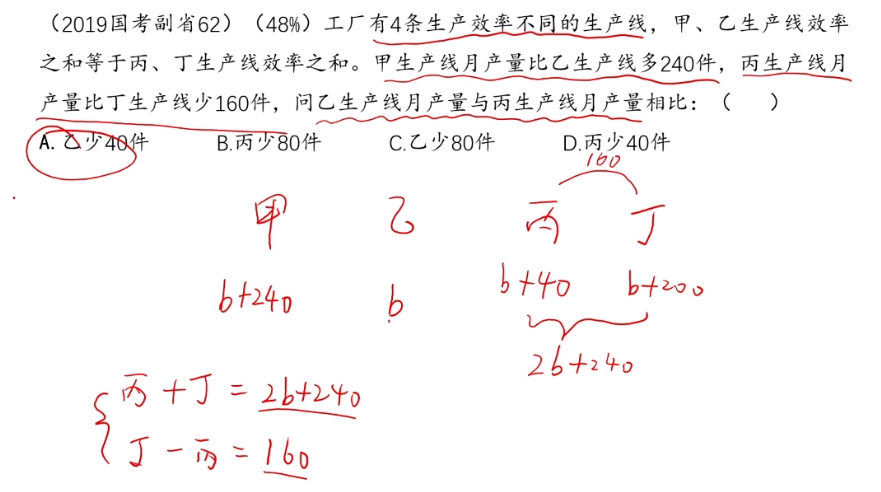 （2019国考副省62）（48%）工厂有4条生产效率不同的生产线，甲、乙生产线效率
之和等于丙、丁生产线效率之和。甲生产线月产量比乙生产线多240件，丙生产线月
产量比丁生产线少160件，问乙生产线月产量与丙生产线月产量相比：（　　）
A. 乙少40件　B.丙少80件　C.乙少80件　D.丙少40件
160
甲　乙　丙　丁
b+240　b　b+40　b+200
2b+240
丙+丁=2b+240
丁-丙=160